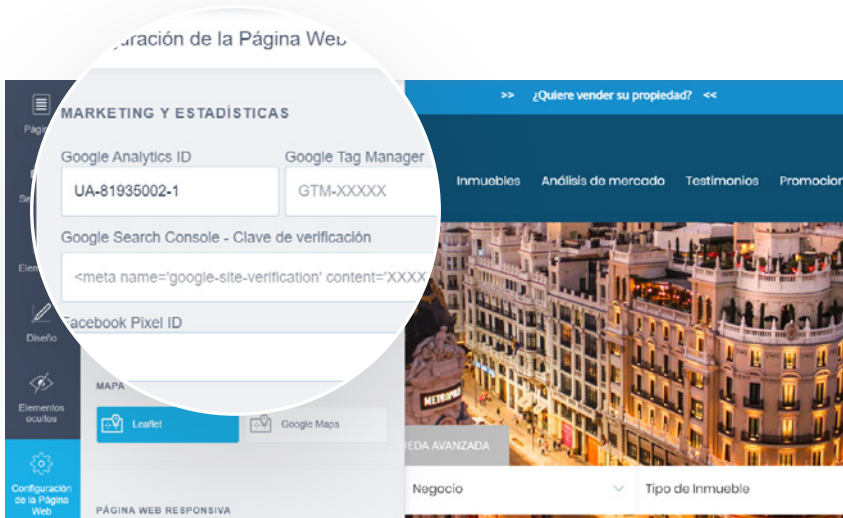 uración de la Página Web
MARKETING Y ESTADÍSTICAS
Google Analytics ID
Google Tag Manager
UA-81935002-1
GTM-XXXXX
Google Search Console - Clave de verificación
<meta name='google-site-verification' content='XXXX
Facebook Pixel ID
MAPA
Leaflet
Google Maps
PÁGINA WEB RESPONSIVA
Diseño
Elementos
ocultos
Configuración
de la Página
Web
>> ¿Quiere vender su propiedad? <<
Inmuebles Análisis de mercado Testimonios Promocion
METROPOLIS
EDA AVANZADA
Negocio
Tipo de Inmueble